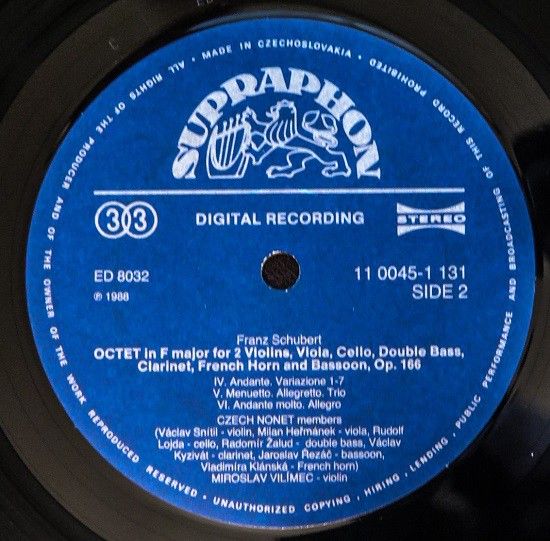 MADE IN CZECHOSLOVAKIA • ALL RIGHTS OF THE PRODUCER AND OF THE OWNER OF THE WORK REPRODUCED RESERVED • UNAUTHORIZED COPYING, HIRING, LENDING, PUBLIC PERFORMANCE AND BROADCASTING OF THIS RECORD PROHIBITED •
SUPRAPHON
33
DIGITAL RECORDING
STEREO
ED 8032
11 0045-1 131
℗ 1988
SIDE 2
Franz Schubert
OCTET in F major for 2 Violins, Viola, Cello, Double Bass,
Clarinet, French Horn and Bassoon, Op. 166
IV. Andante. Variazione 1-7
V. Menuetto. Allegretto. Trio
VI. Andante molto. Allegro
CZECH NONET members
(Václav Snítil - violin, Milan Heřmánek - viola, Rudolf
Lojda - cello, Radomír Žalud - double bass, Václav
Kyzivát - clarinet, Jaroslav Řezáč - bassoon,
Vladimíra Klánská - French horn)
MIROSLAV VILÍMEC - violin